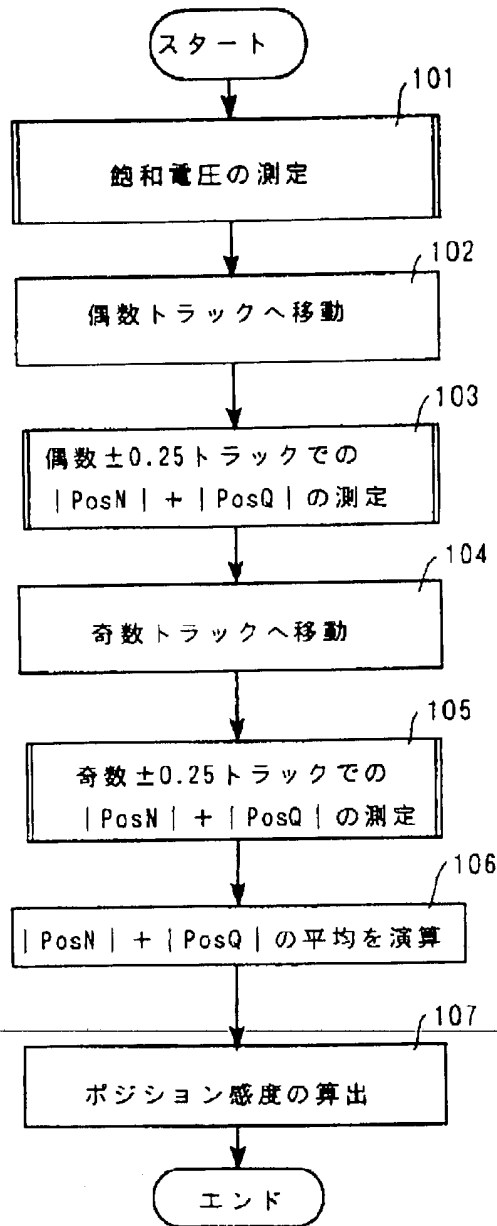 スタート
101
飽和電圧の測定
102
偶数トラックへ移動
103
偶数±0.25トラックでの
|PosN|+|PosQ|の測定
104
奇数トラックへ移動
105
奇数±0.25トラックでの
|PosN|+|PosQ|の測定
106
|PosN|+|PosQ|の平均を演算
107
ポジション感度の算出
エンド